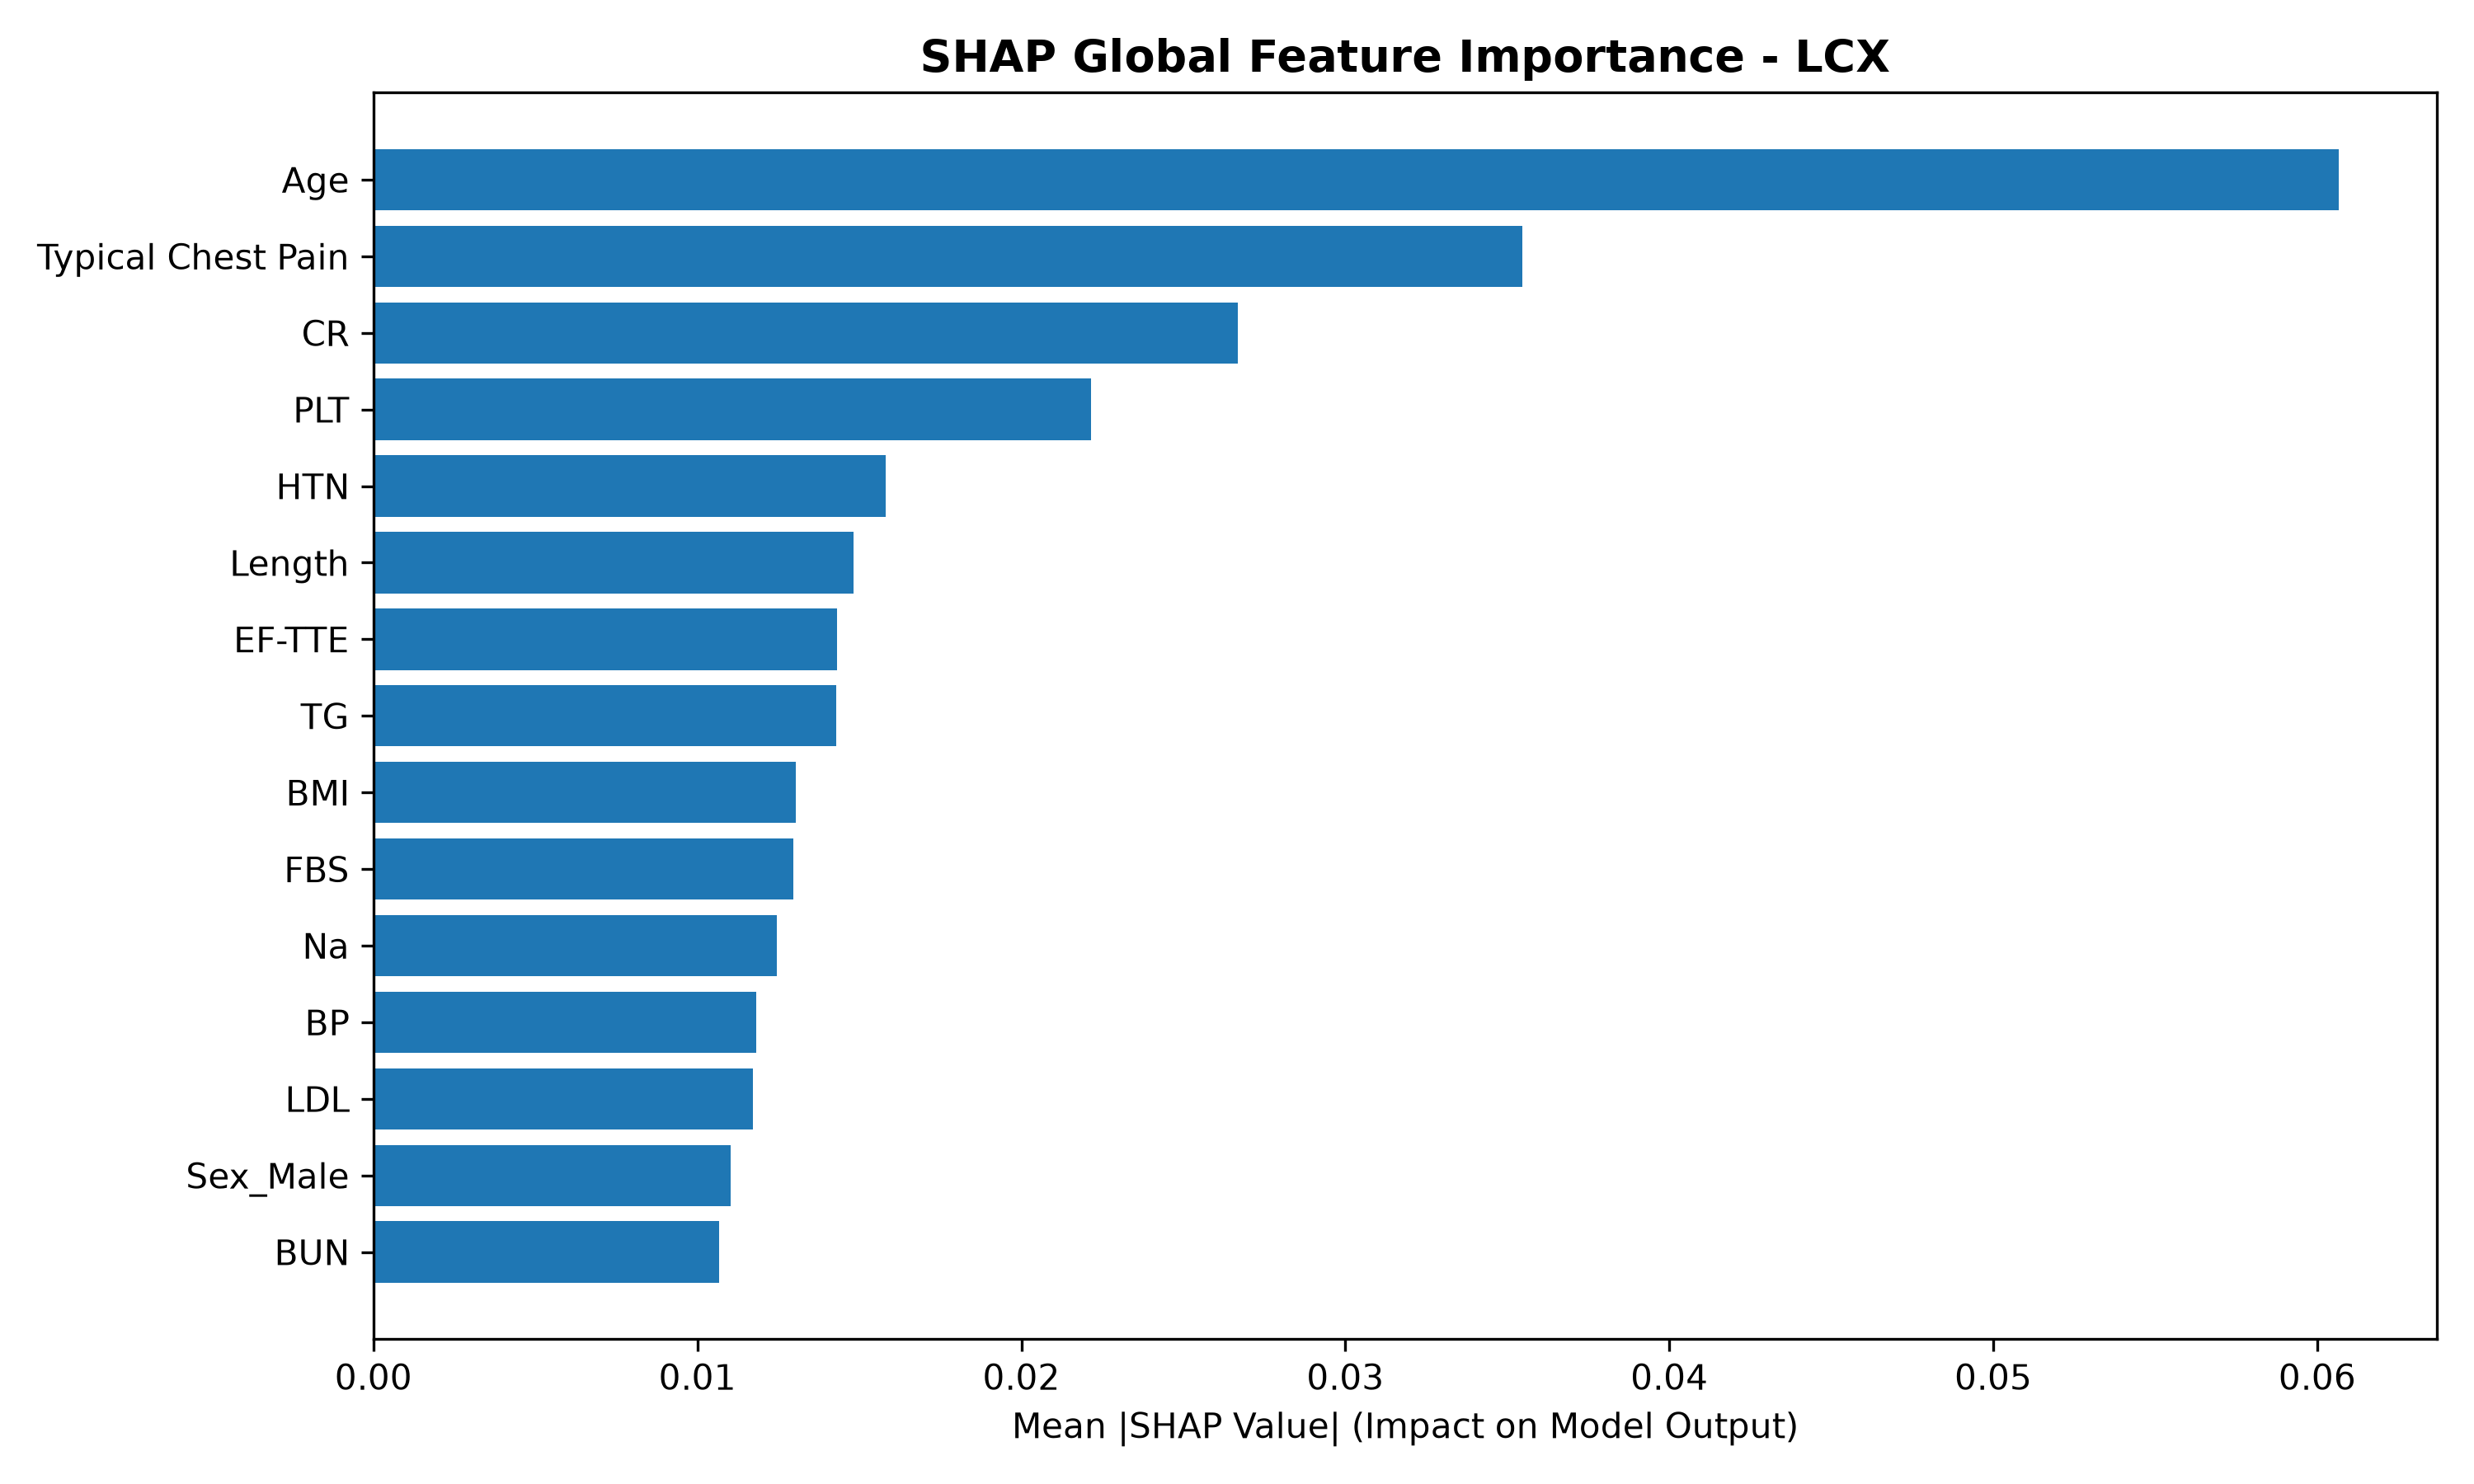 SHAP Global Feature Importance - LCX
Age
Typical Chest Pain
CR
PLT
HTN
Length
EF-TTE
TG
BMI
FBS
Na
BP
LDL
Sex_Male
BUN
0.00 0.01 0.02 0.03 0.04 0.05 0.06
Mean |SHAP Value| (Impact on Model Output)